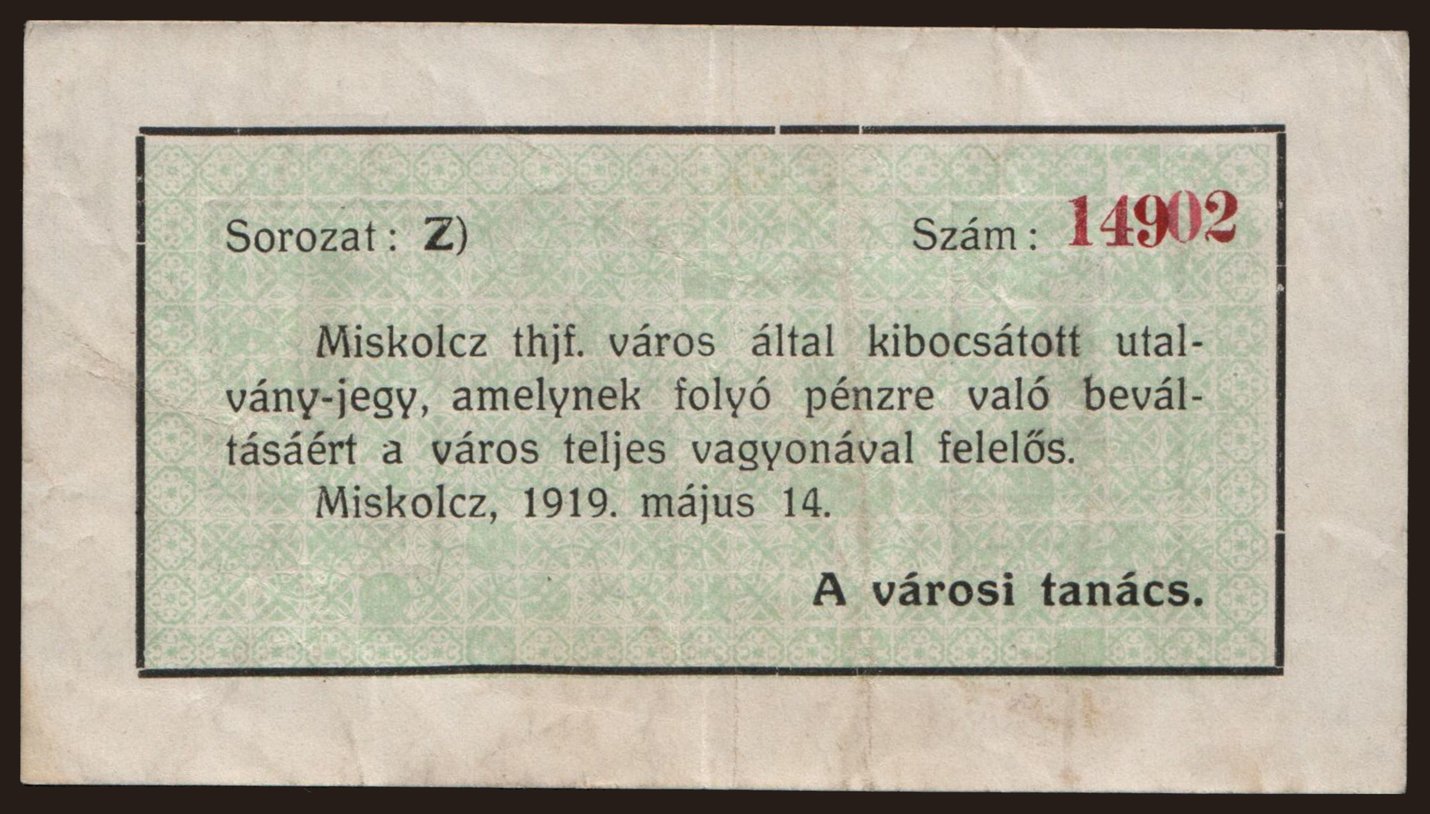 Sorozat: Z)
Szám: 14902
Miskolcz thjf. város által kibocsátott utal-
vány-jegy, amelynek folyó pénzre való bevál-
tásáért a város teljes vagyonával felelős.
Miskolcz, 1919. május 14.
A városi tanács.